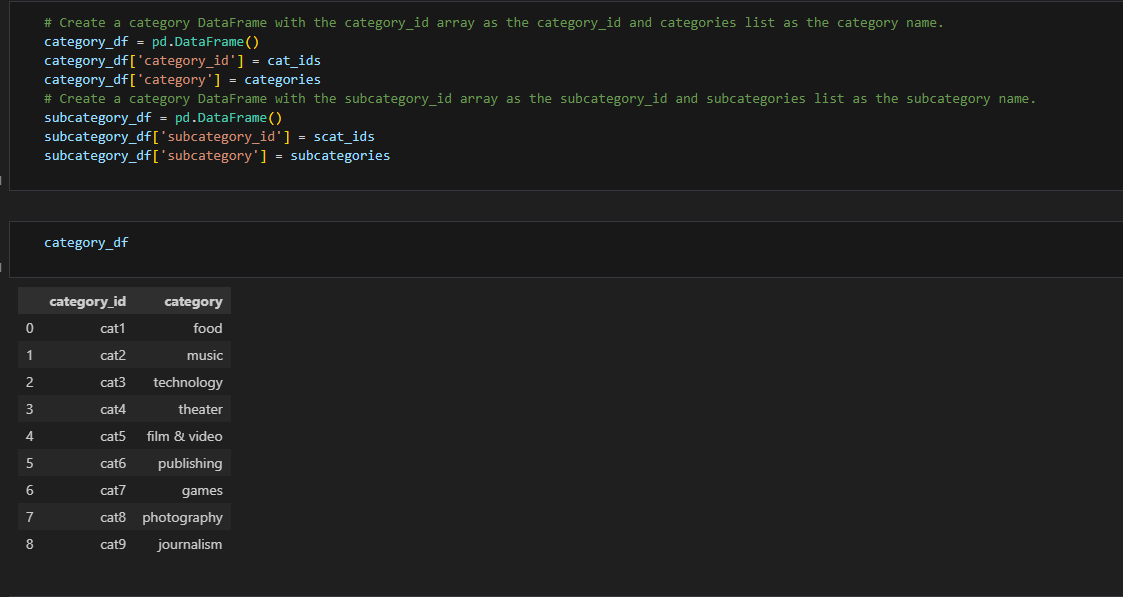 # Create a category DataFrame with the category_id array as the category_id and categories list as the category name.
category_df = pd.DataFrame()
category_df['category_id'] = cat_ids
category_df['category'] = categories
# Create a category DataFrame with the subcategory_id array as the subcategory_id and subcategories list as the subcategory name.
subcategory_df = pd.DataFrame()
subcategory_df['subcategory_id'] = scat_ids
subcategory_df['subcategory'] = subcategories
category_df
category_id category
0 cat1 food
1 cat2 music
2 cat3 technology
3 cat4 theater
4 cat5 film & video
5 cat6 publishing
6 cat7 games
7 cat8 photography
8 cat9 journalism